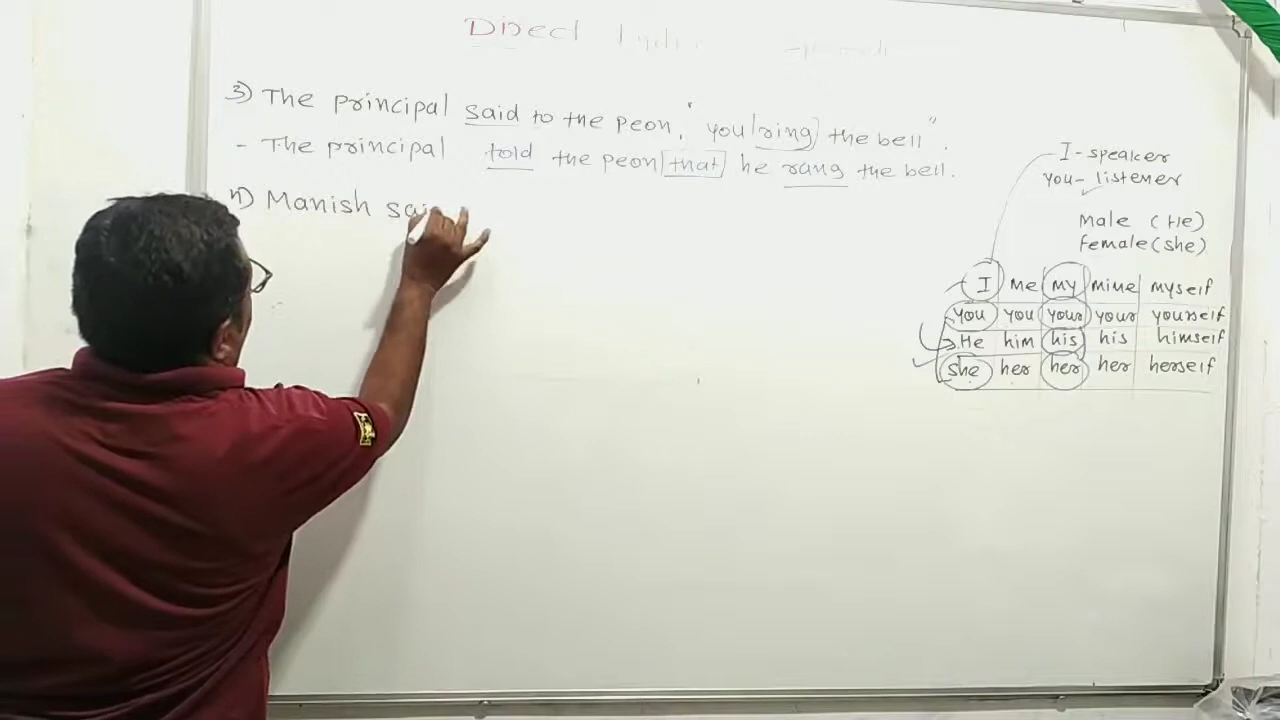 Direct
3) The principal said to the peon, "you ring the bell".
- The principal told the peon that he rang the bell.
Manish sai
I - speaker
you - listener
Male (He)
Female (she)
I me my mine myself
you you your your yourself
He him his his himself
she her her her herself